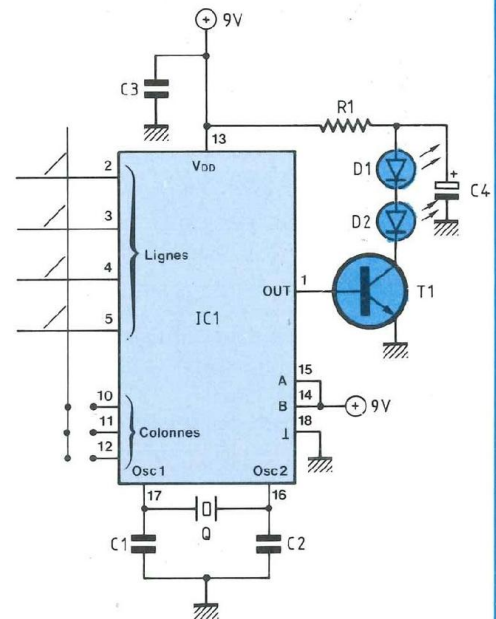 9V
C3
R1
13
VDD
D1
+
C4
2
D2
3
Lignes
4
1
OUT
T1
5
IC1
15
A
14
B
9V
10
18
⊥
11
Colonnes
12
Osc1
Osc2
17
16
Q
C1
C2